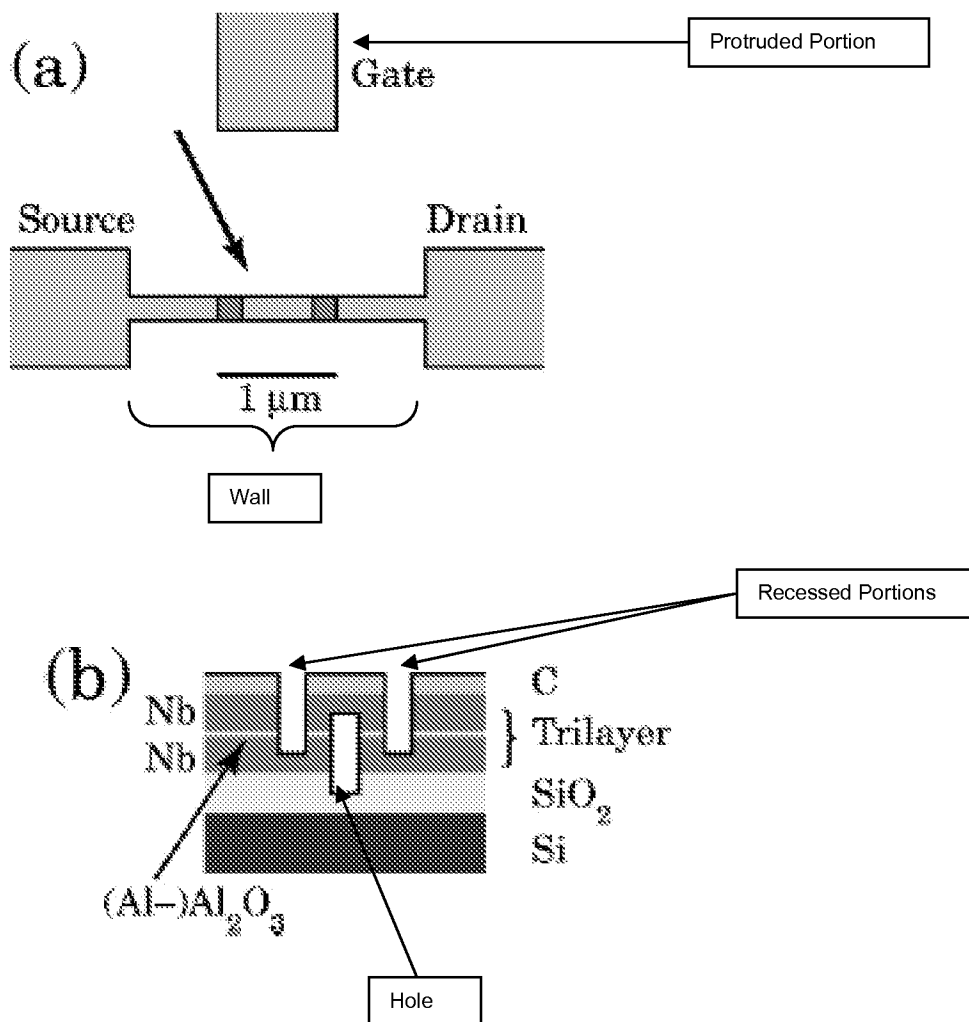 Protruded Portion
(a)
Gate
Source
Drain
1 μm
Wall
Recessed Portions
(b)
C
Nb
Trilayer
Nb
SiO₂
Si
(Al–)Al₂O₃
Hole